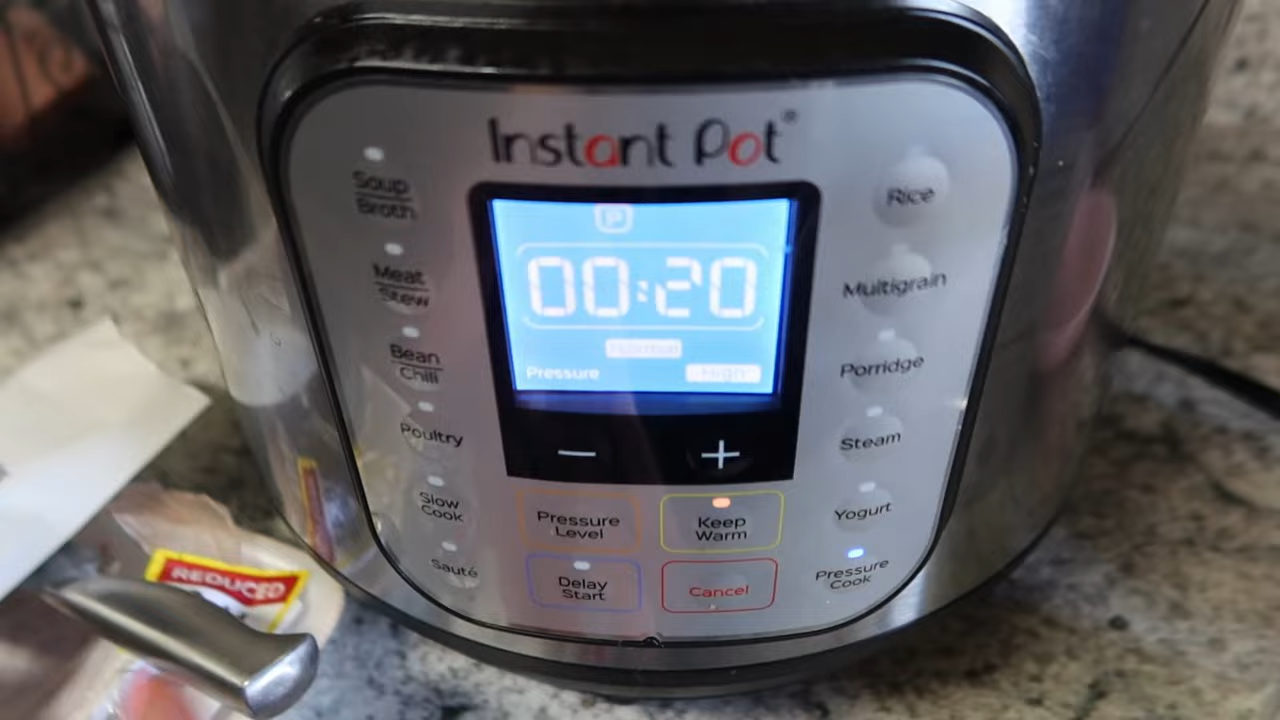 Instant Pot®
Soup
Broth
Meat
Stew
Bean
Chili
Poultry
Slow
Cook
Sauté
P
00:20
Normal
Pressure
High
−
+
Pressure
Level
Keep
Warm
Delay
Start
Cancel
Rice
Multigrain
Porridge
Steam
Yogurt
Pressure
Cook
REDUCED